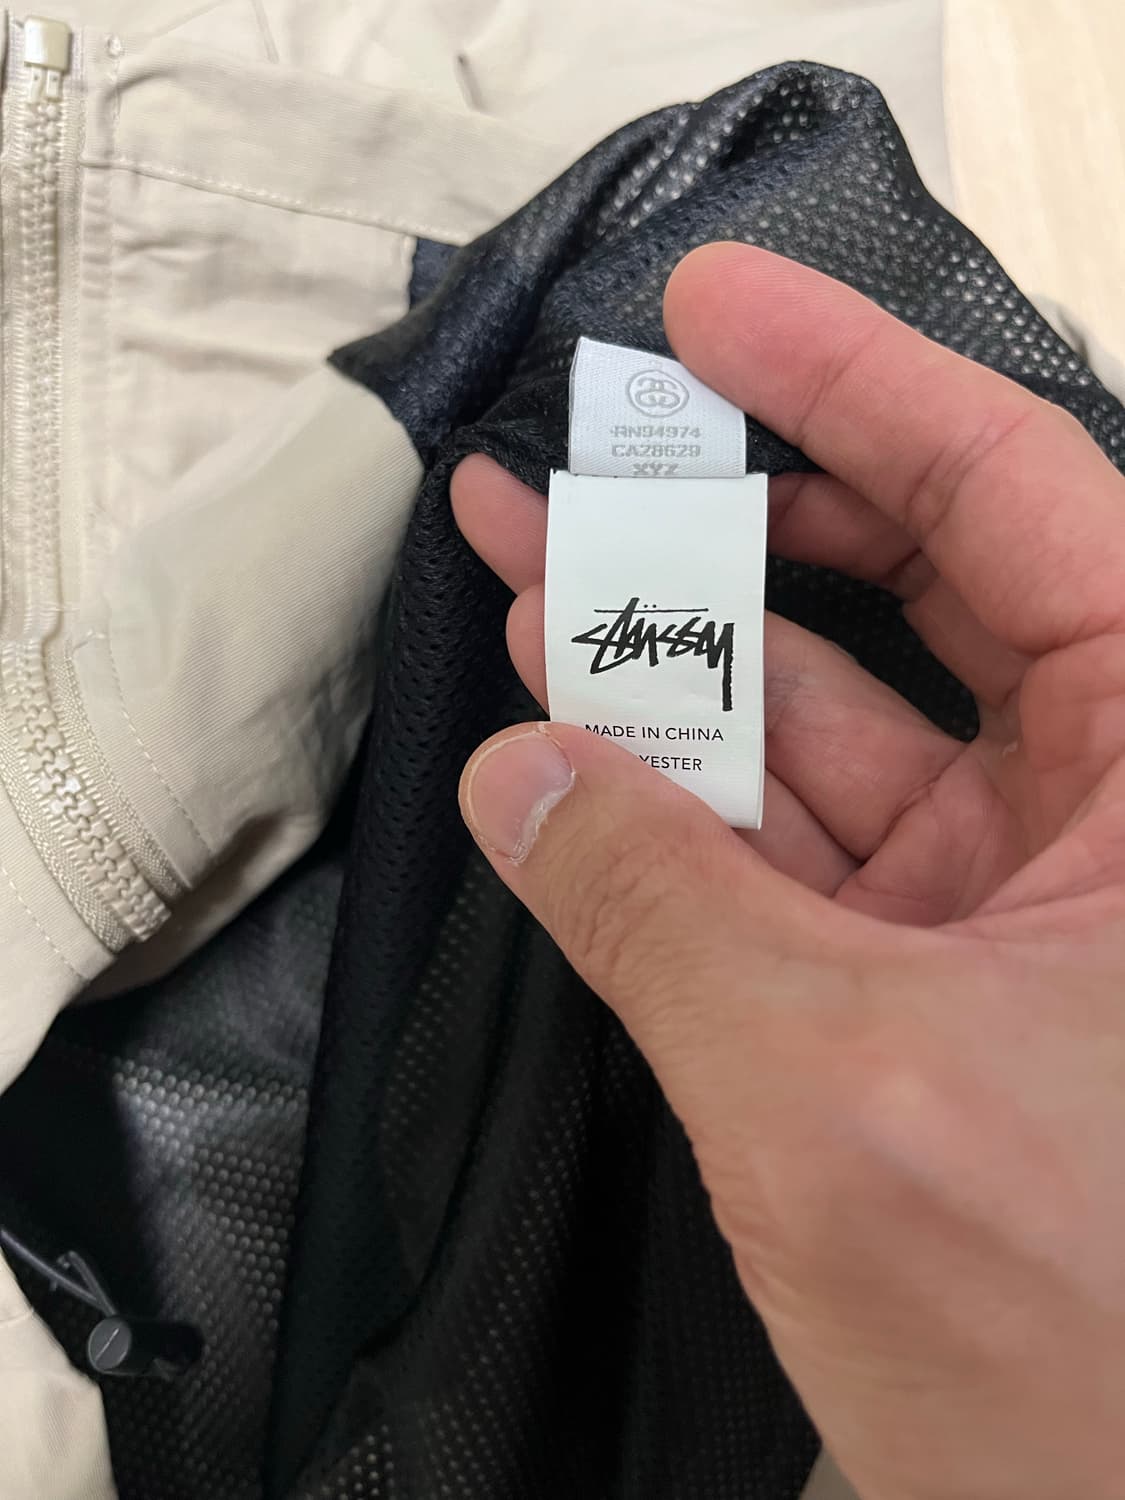 RN94974
CA28629
XYZ
Stüssy
MADE IN CHINA
YESTER